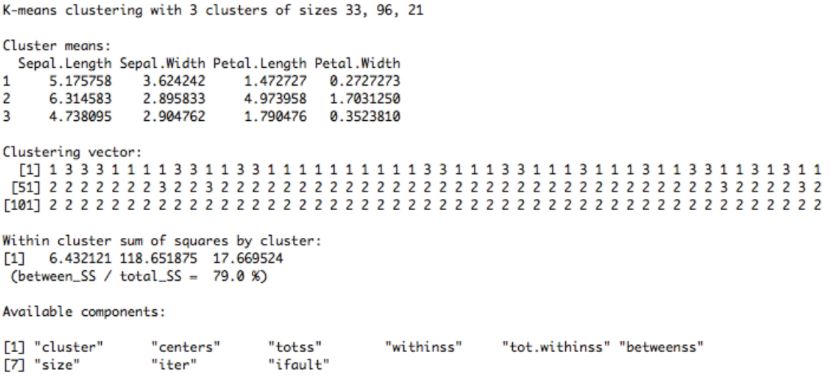 K-means clustering with 3 clusters of sizes 33, 96, 21
Cluster means:
  Sepal.Length Sepal.Width Petal.Length Petal.Width
1     5.175758    3.624242     1.472727   0.2727273
2     6.314583    2.895833     4.973958   1.7031250
3     4.738095    2.904762     1.790476   0.3523810
Clustering vector:
  [1] 1 3 3 3 1 1 1 1 3 3 1 1 3 3 1 1 1 1 1 1 1 1 1 1 3 3 1 1 1 3 3 1 1 1 3 1 1 1 3 1 1 3 3 1 1 3 1 3 1 1
 [51] 2 2 2 2 2 2 2 3 2 2 3 2 2 2 2 2 2 2 2 2 2 2 2 2 2 2 2 2 2 2 2 2 2 2 2 2 2 2 2 2 2 2 2 3 2 2 2 2 3 2
[101] 2 2 2 2 2 2 2 2 2 2 2 2 2 2 2 2 2 2 2 2 2 2 2 2 2 2 2 2 2 2 2 2 2 2 2 2 2 2 2 2 2 2 2 2 2 2 2 2 2 2
Within cluster sum of squares by cluster:
[1]   6.432121 118.651875  17.669524
 (between_SS / total_SS =  79.0 %)
Available components:
[1] "cluster"      "centers"      "totss"        "withinss"     "tot.withinss" "betweenss"
[7] "size"         "iter"         "ifault"